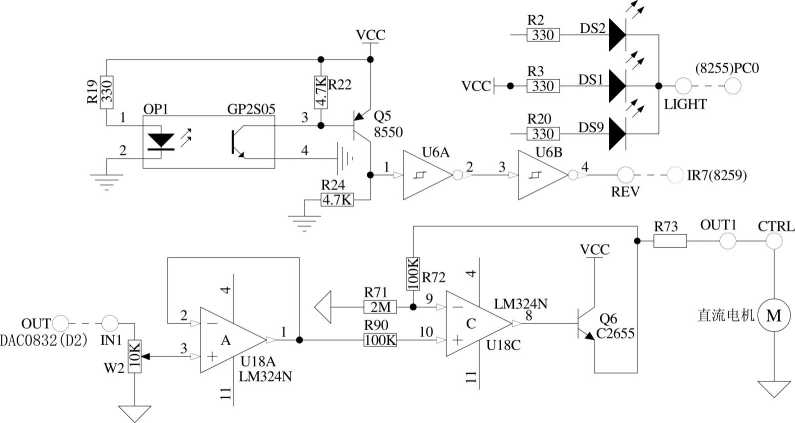 R2
330
DS2
VCC
R3
330
DS1
(8255)PC0
LIGHT
R20
330
DS9
VCC
R19
330
R22
4.7K
OP1
GP2S05
1
2
3
4
Q5
8550
R24
4.7K
1
U6A
2
3
U6B
4
REV
IR7(8259)
R73
OUT1
CTRL
M
直流电机
VCC
100K
R72
R71
2M
R90
100K
9
10
4
C
8
LM324N
U18C
11
Q6
C2655
4
2
3
A
1
U18A
LM324N
11
OUT
DAC0832(D2)
IN1
W2
10K